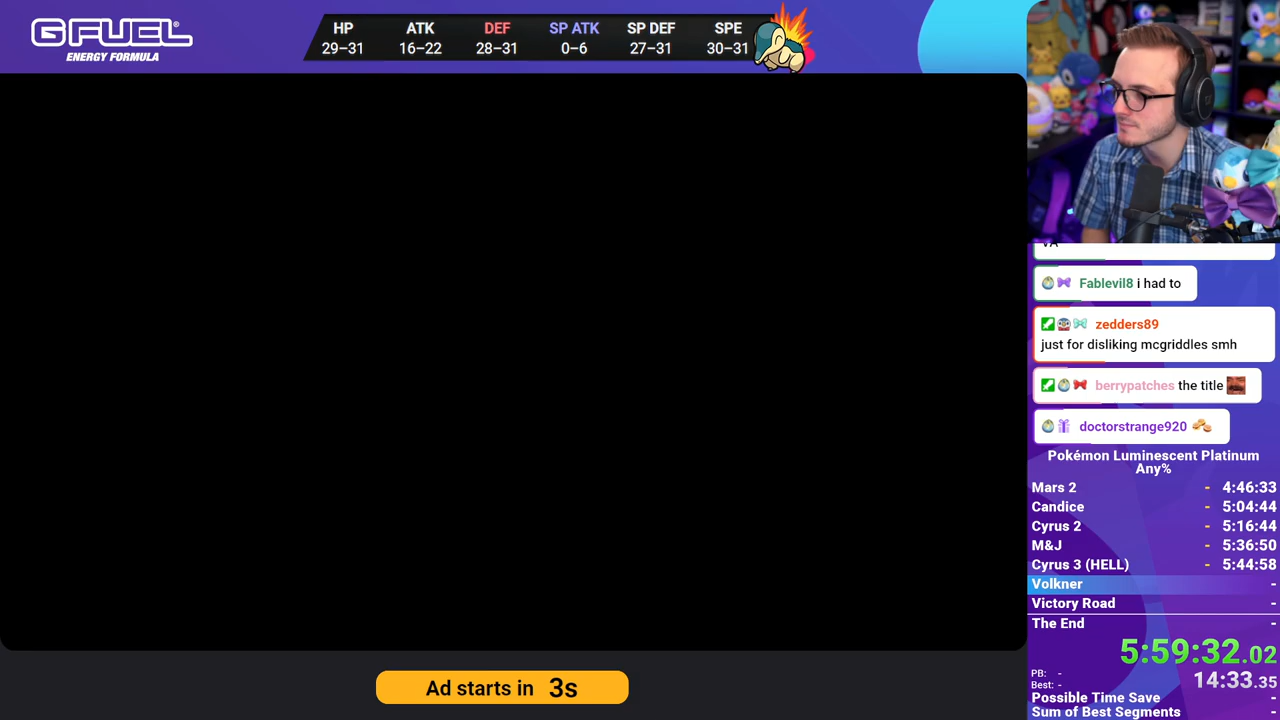 G FUEL®
ENERGY FORMULA
HP ATK DEF SP ATK SP DEF SPE
29–31 16–22 28–31 0–6 27–31 30–31
Fablevil8 i had to
zedders89
just for disliking mcgriddles smh
berrypatches the title
doctorstrange920
Pokémon Luminescent Platinum
Any%
Mars 2 - 4:46:33
Candice - 5:04:44
Cyrus 2 - 5:16:44
M&J - 5:36:50
Cyrus 3 (HELL) - 5:44:58
Volkner -
Victory Road -
The End -
5:59:32.02
PB: -
Best: -
14:33.35
Possible Time Save -
Sum of Best Segments -
Ad starts in 3s